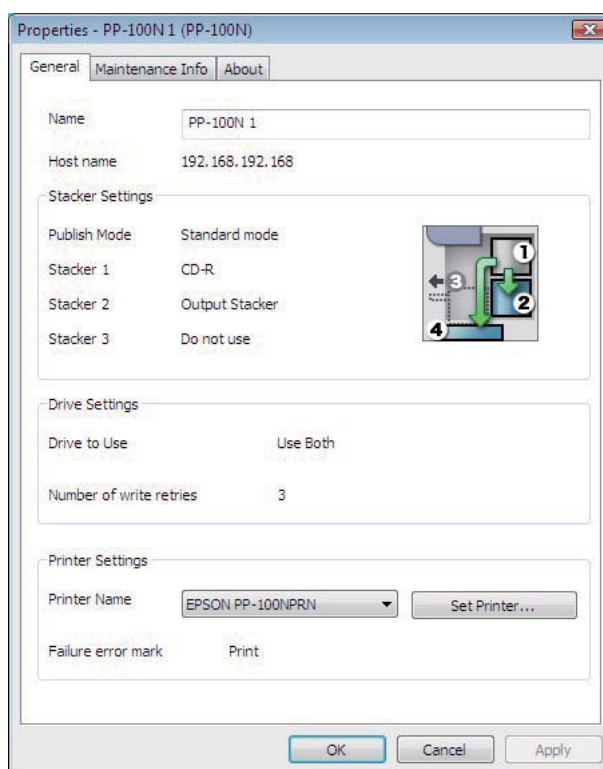 Properties - PP-100N 1 (PP-100N)
General Maintenance Info About
Name PP-100N 1
Host name 192.168.192.168
Stacker Settings
Publish Mode Standard mode
Stacker 1 CD-R
Stacker 2 Output Stacker
Stacker 3 Do not use
1
3
2
4
Drive Settings
Drive to Use Use Both
Number of write retries 3
Printer Settings
Printer Name EPSON PP-100NPRN Set Printer...
Failure error mark Print
OK Cancel Apply